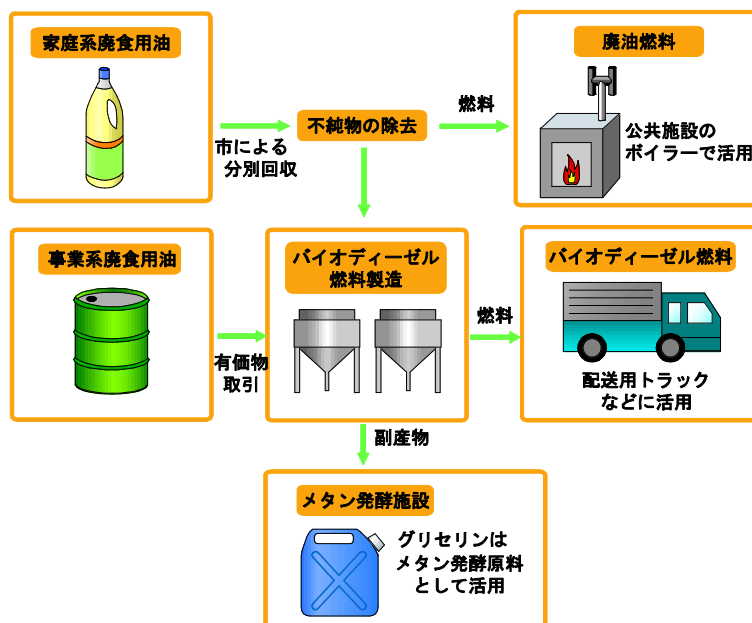 家庭系廃食用油
市による
分別回収
不純物の除去
燃料
廃油燃料
公共施設の
ボイラーで活用
事業系廃食用油
有価物
取引
バイオディーゼル
燃料製造
燃料
バイオディーゼル燃料
配送用トラック
などに活用
副産物
メタン発酵施設
グリセリンは
メタン発酵原料
として活用